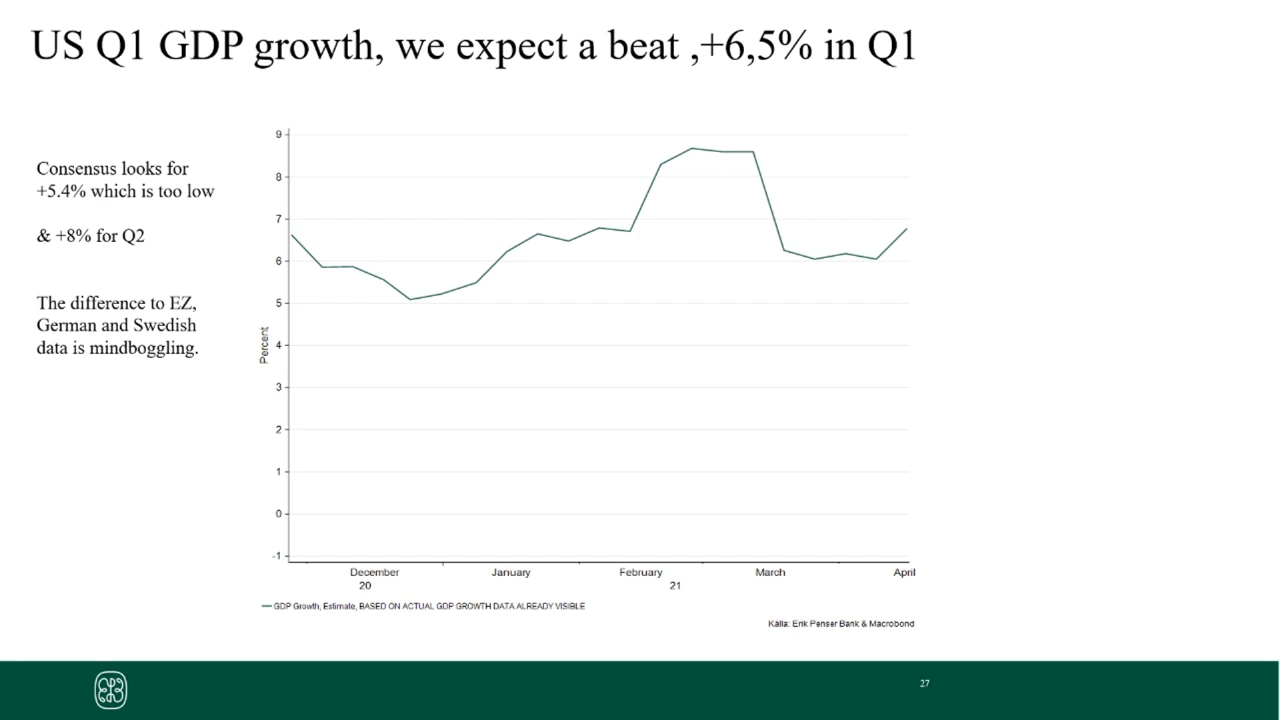 US Q1 GDP growth, we expect a beat ,+6,5% in Q1
Consensus looks for
+5.4% which is too low
& +8% for Q2
The difference to EZ,
German and Swedish
data is mindboggling.
Percent
9
8
7
6
5
4
3
2
1
0
-1
December January February March April
20 21
GDP Growth, Estimate, BASED ON ACTUAL GDP GROWTH DATA ALREADY VISIBLE
Källa: Erik Penser Bank & Macrobond
27